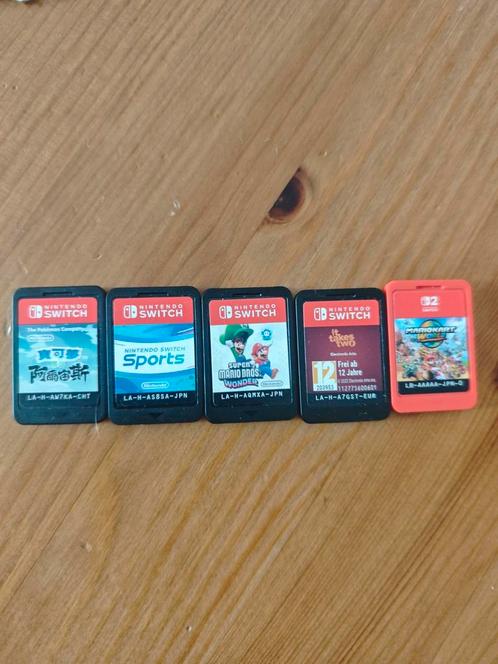 NINTENDO
SWITCH
The Pokémon Company
寶可夢
阿爾宙斯
LA-H-AW7KA-CHT
NINTENDO
SWITCH
NINTENDO SWITCH
Sports
Nintendo
LA-H-AS8SA-JPN
NINTENDO
SWITCH
SUPER
MARIO BROS.
WONDER
Nintendo
LA-H-AQMXA-JPN
NINTENDO
SWITCH
it
takes
TWO
Electronic Arts
12
Frei ab
12 Jahre
LA-H-A7GST-EUR
2
SWITCH
MARIOKART
WORLD